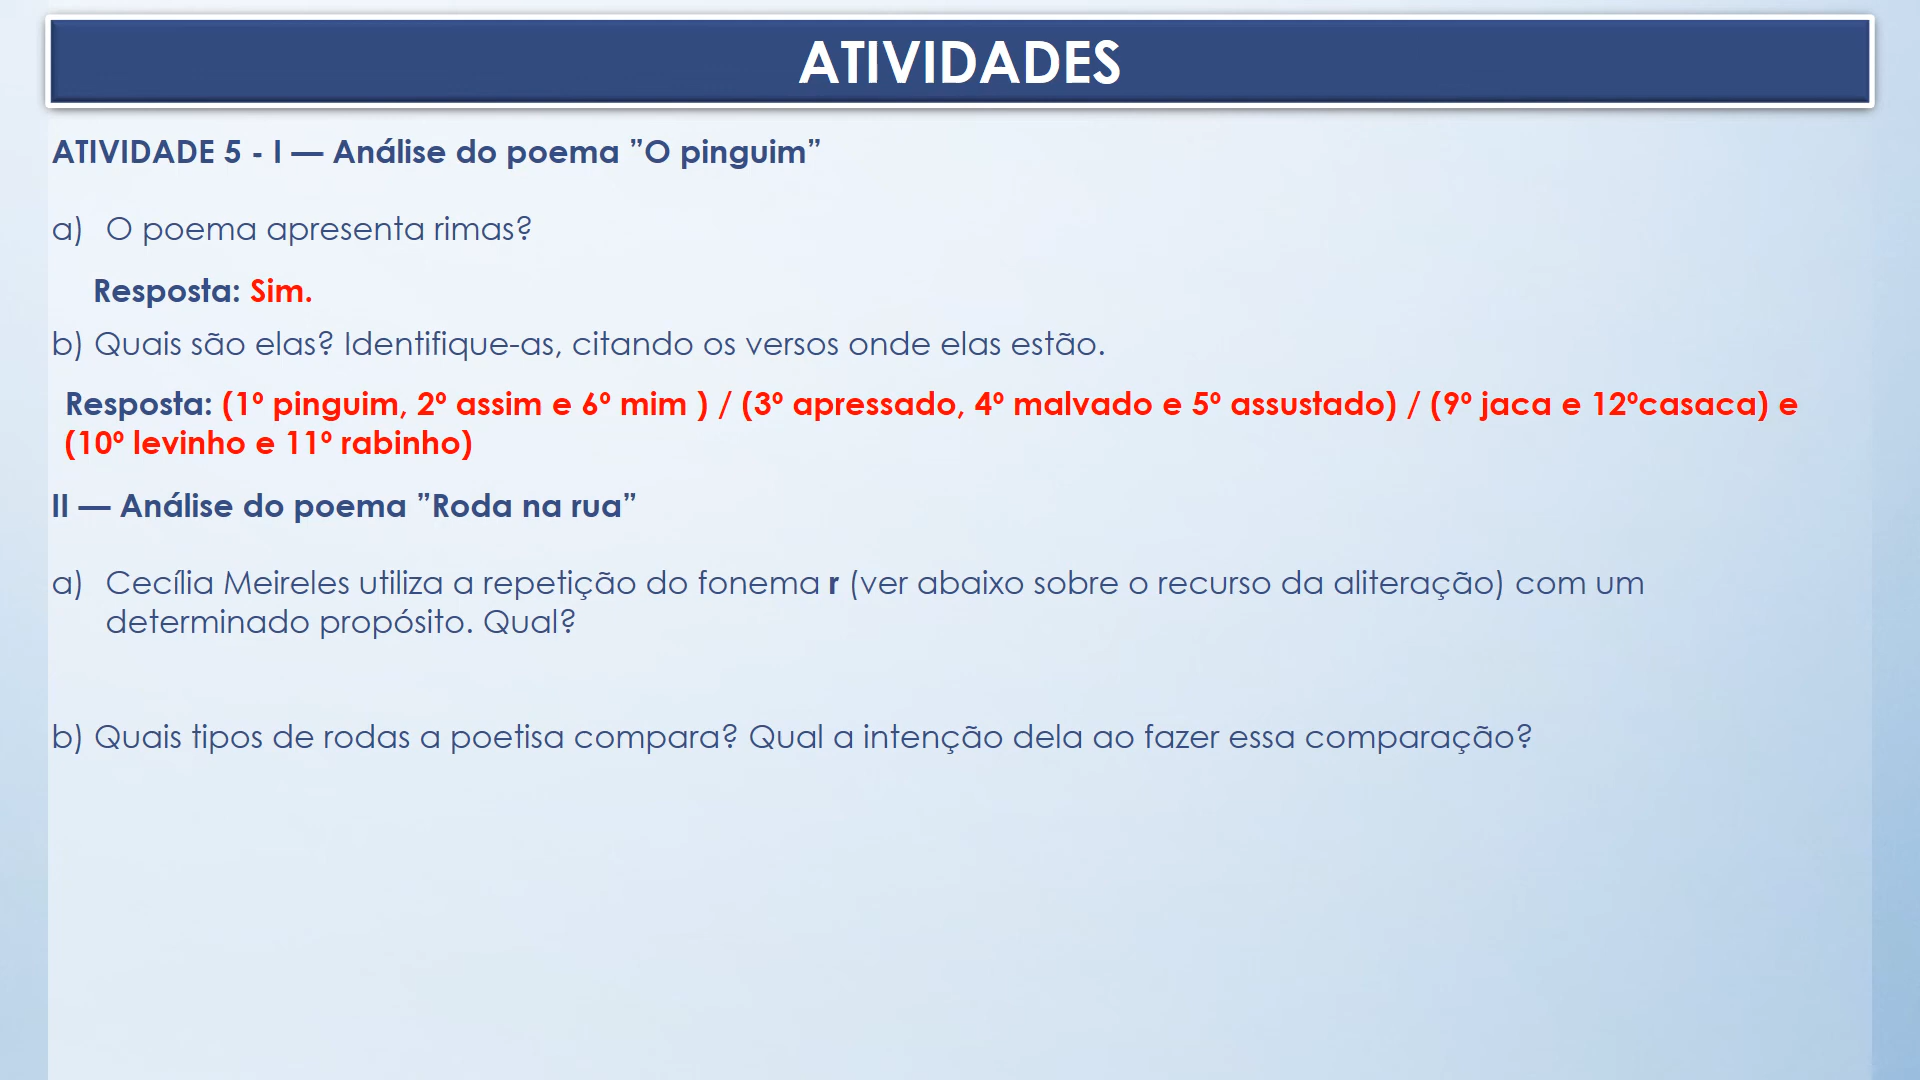 ATIVIDADES
ATIVIDADE 5 - I — Análise do poema ”O pinguim”
a) O poema apresenta rimas?
Resposta: Sim.
b) Quais são elas? Identifique-as, citando os versos onde elas estão.
Resposta: (1º pinguim, 2º assim e 6º mim ) / (3º apressado, 4º malvado e 5º assustado) / (9º jaca e 12ºcasaca) e
(10º levinho e 11º rabinho)
II — Análise do poema ”Roda na rua”
a) Cecília Meireles utiliza a repetição do fonema r (ver abaixo sobre o recurso da aliteração) com um
determinado propósito. Qual?
b) Quais tipos de rodas a poetisa compara? Qual a intenção dela ao fazer essa comparação?